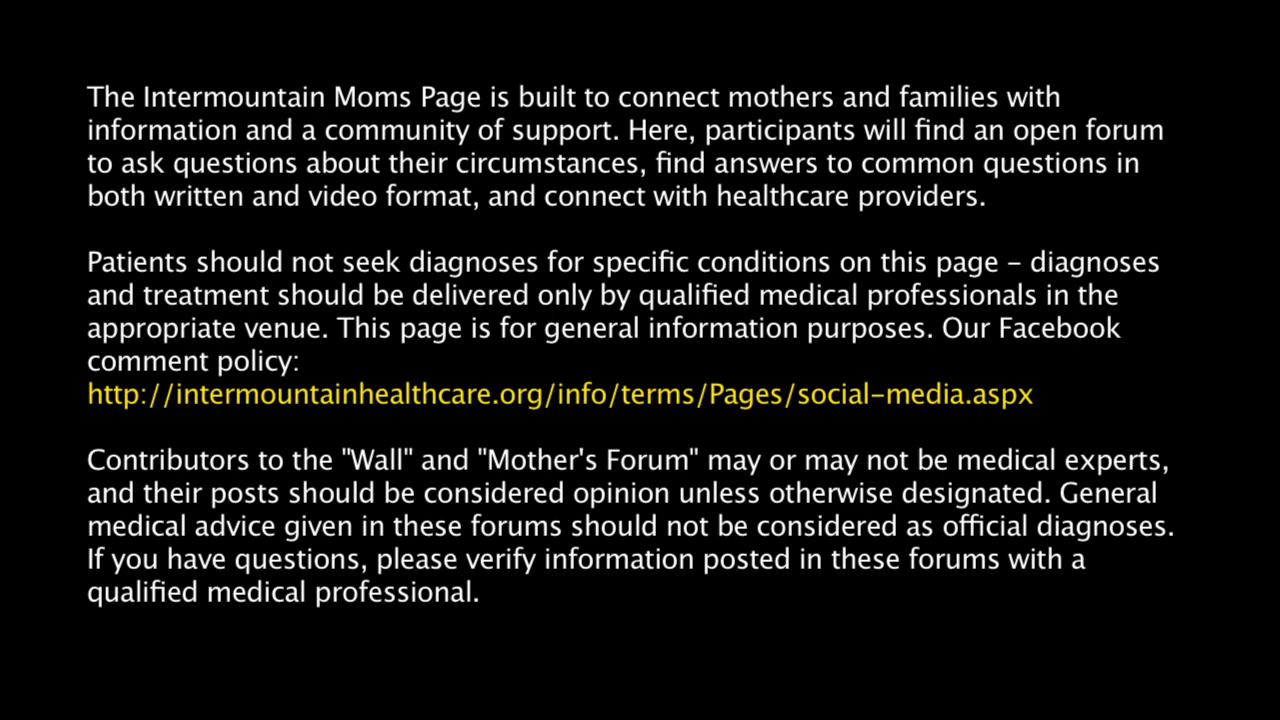 The Intermountain Moms Page is built to connect mothers and families with
information and a community of support. Here, participants will find an open forum
to ask questions about their circumstances, find answers to common questions in
both written and video format, and connect with healthcare providers.
Patients should not seek diagnoses for specific conditions on this page – diagnoses
and treatment should be delivered only by qualified medical professionals in the
appropriate venue. This page is for general information purposes. Our Facebook
comment policy:
http://intermountainhealthcare.org/info/terms/Pages/social-media.aspx
Contributors to the "Wall" and "Mother's Forum" may or may not be medical experts,
and their posts should be considered opinion unless otherwise designated. General
medical advice given in these forums should not be considered as official diagnoses.
If you have questions, please verify information posted in these forums with a
qualified medical professional.